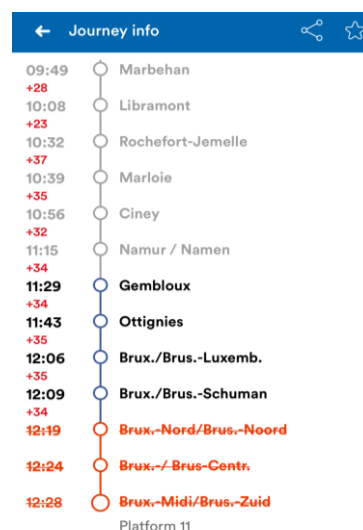 Journey info
09:49 Marbehan
+28
10:08 Libramont
+23
10:32 Rochefort-Jemelle
+37
10:39 Marloie
+35
10:56 Ciney
+32
11:15 Namur / Namen
+34
11:29 Gembloux
+34
11:43 Ottignies
+35
12:06 Brux./Brus.-Luxemb.
+35
12:09 Brux./Brus.-Schuman
+34
12:19 Brux.-Nord/Brus.-Noord
12:24 Brux.-/ Brus-Centr.
12:28 Brux.-Midi/Brus.-Zuid
Platform 11